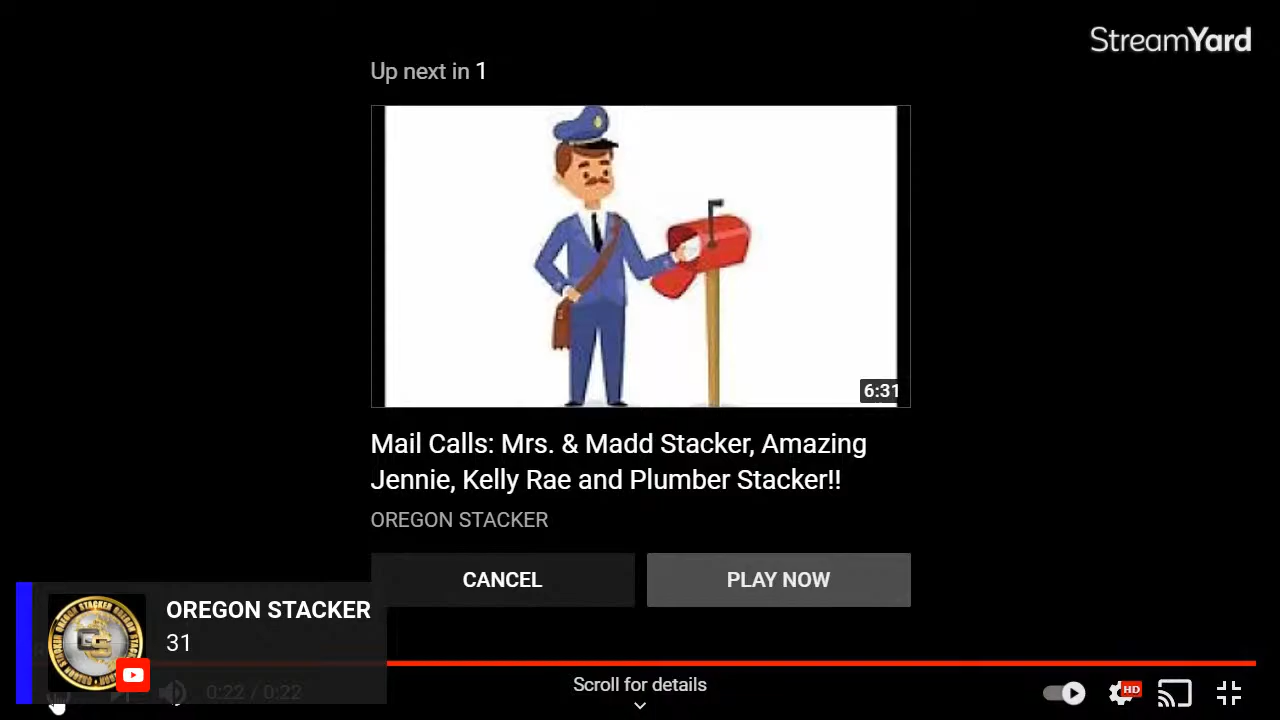 StreamYard
Up next in 1
6:31
Mail Calls: Mrs. & Madd Stacker, Amazing
Jennie, Kelly Rae and Plumber Stacker!!
OREGON STACKER
CANCEL
PLAY NOW
OREGON STACKER
31
0:22 / 0:22
Scroll for details
HD